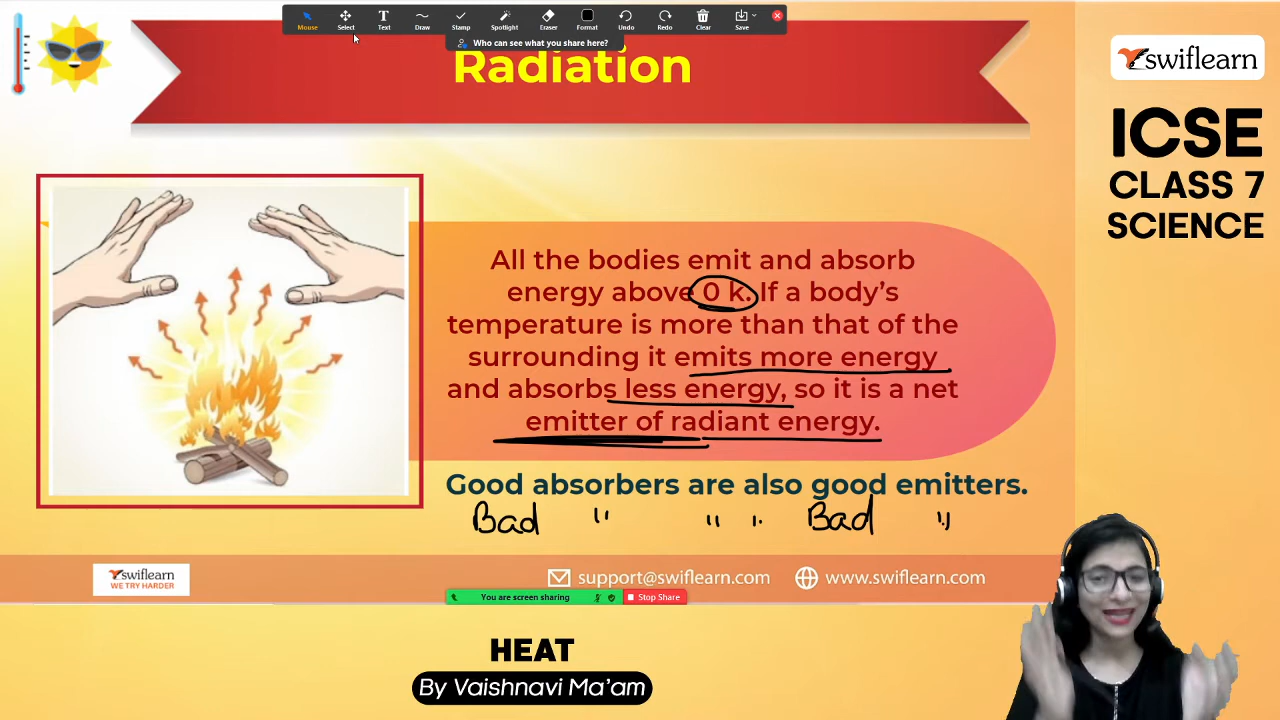 Mouse Select Text Draw Stamp Spotlight Eraser Format Undo Redo Clear Save
Who can see what you share here?
Radiation
swiflearn
ICSE
CLASS 7
SCIENCE
All the bodies emit and absorb
energy above 0 k. If a body's
temperature is more than that of the
surrounding it emits more energy
and absorbs less energy, so it is a net
emitter of radiant energy.
Good absorbers are also good emitters.
Bad " " " Bad "
swiflearn
WE TRY HARDER
support@swiflearn.com
www.swiflearn.com
You are screen sharing
Stop Share
HEAT
By Vaishnavi Ma'am